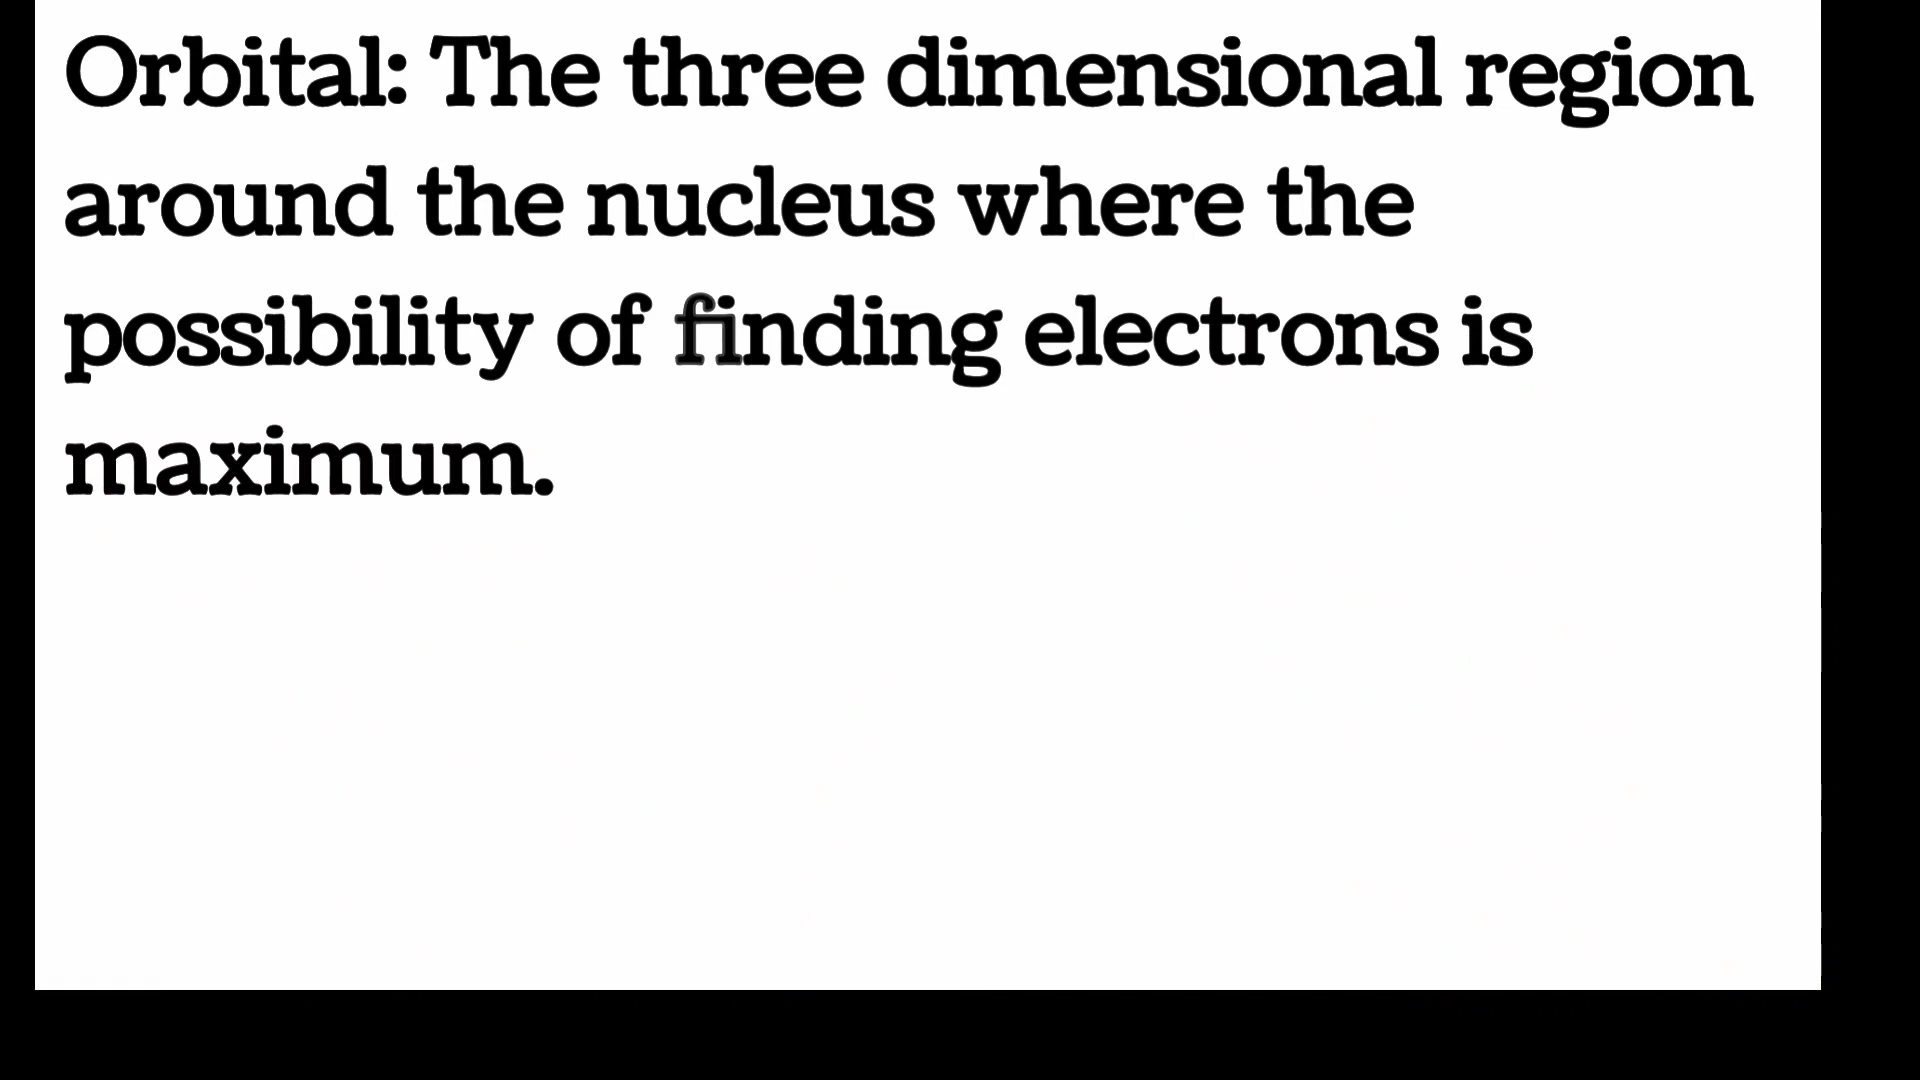 Orbital: The three dimensional region
around the nucleus where the
possibility of finding electrons is
maximum.